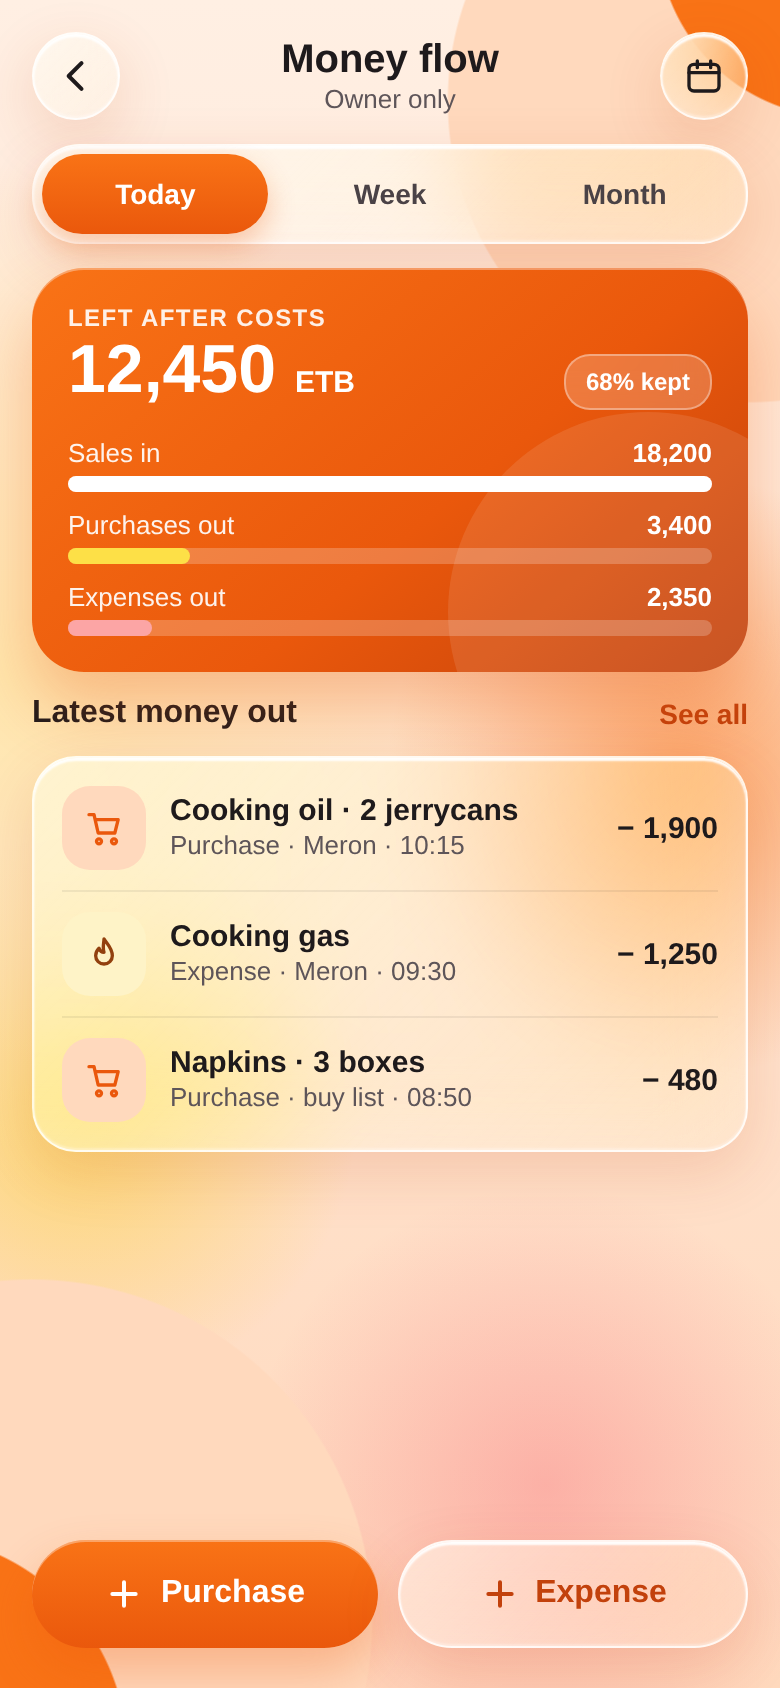 Money flow
Owner only
Today Week Month
LEFT AFTER COSTS
12,450 ETB
68% kept
Sales in 18,200
Purchases out 3,400
Expenses out 2,350
Latest money out See all
Cooking oil · 2 jerrycans
Purchase · Meron · 10:15
− 1,900
Cooking gas
Expense · Meron · 09:30
− 1,250
Napkins · 3 boxes
Purchase · buy list · 08:50
− 480
+ Purchase + Expense